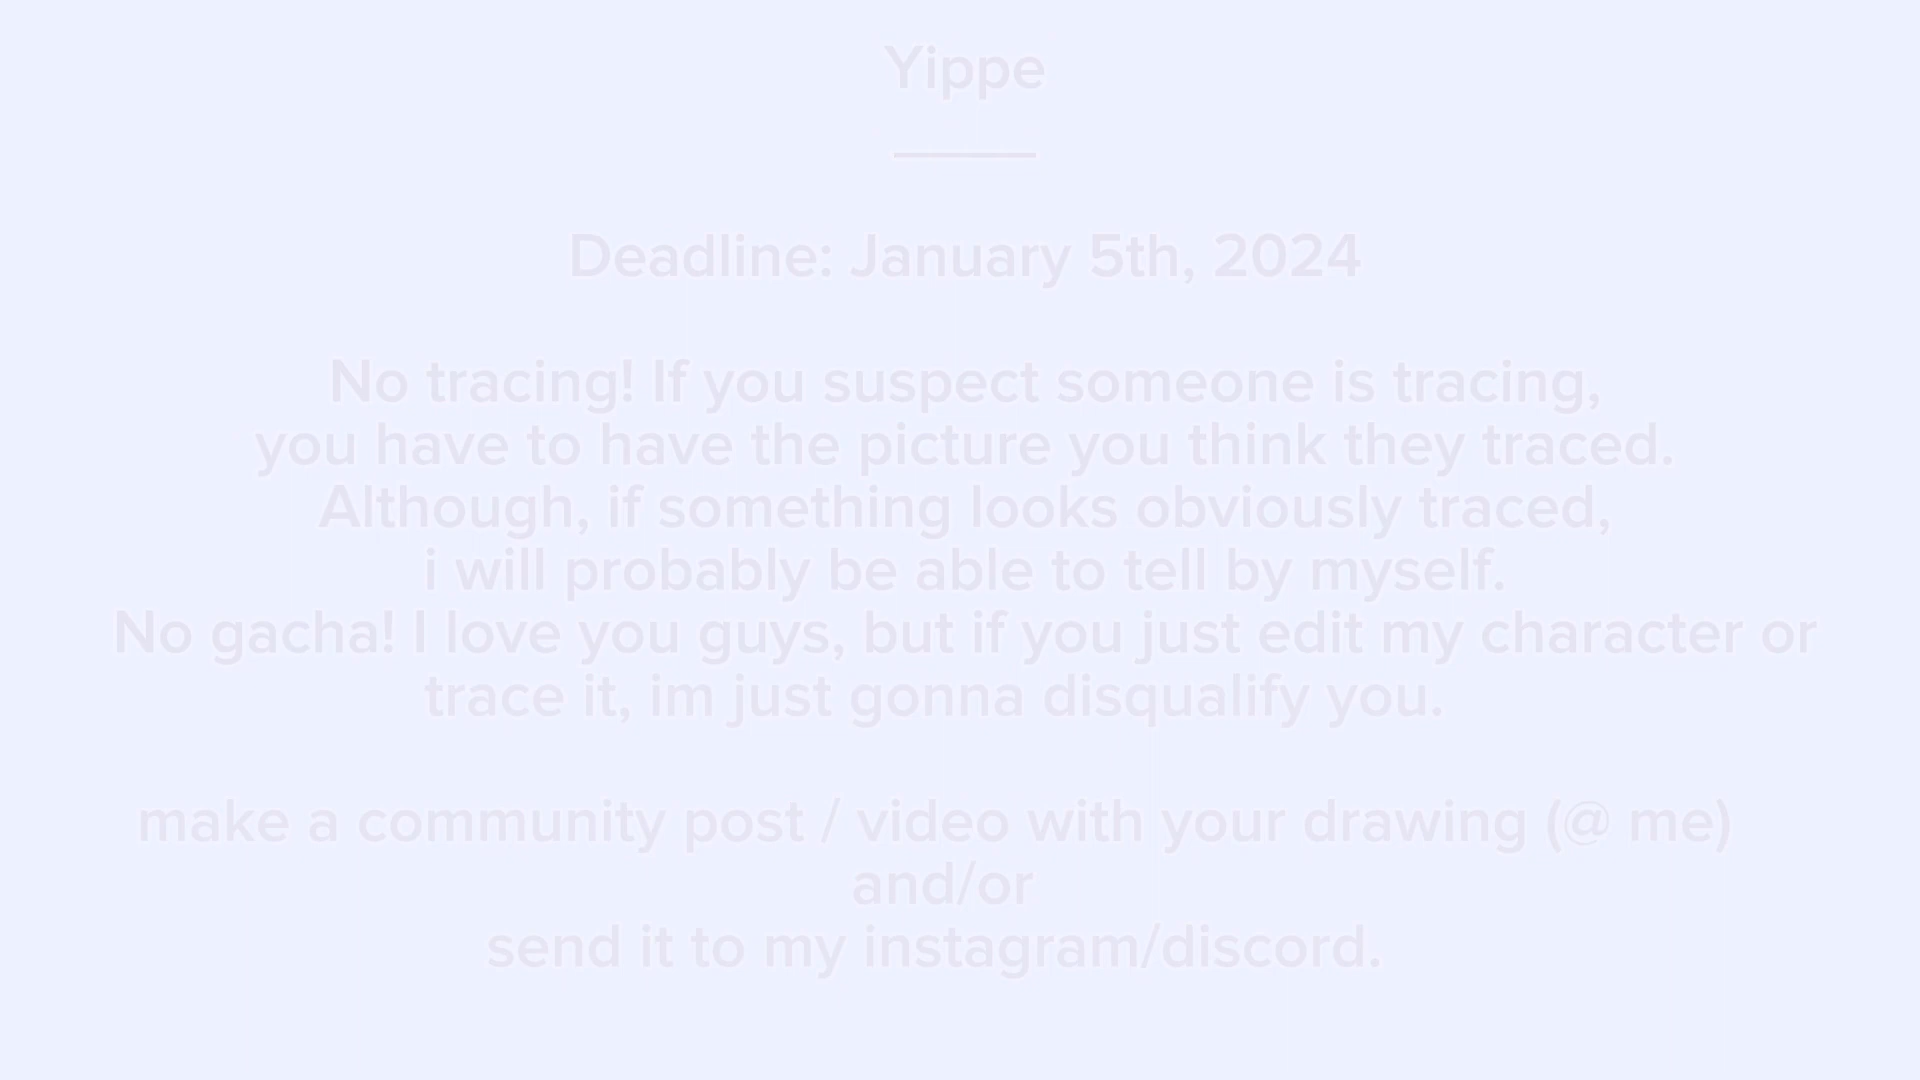 Yippe
Deadline: January 5th, 2024
No tracing! If you suspect someone is tracing,
you have to have the picture you think they traced.
Although, if something looks obviously traced,
i will probably be able to tell by myself.
No gacha! I love you guys, but if you just edit my character or
trace it, im just gonna disqualify you.
make a community post / video with your drawing (@ me)
and/or
send it to my instagram/discord.